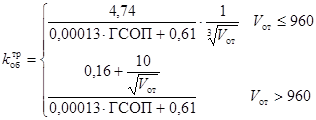 k_об^тр = { 4,74 / (0,00013 · ГСОП + 0,61) · 1 / ∛V_от    V_от ≤ 960
(0,16 + 10 / √V_от) / (0,00013 · ГСОП + 0,61)    V_от > 960